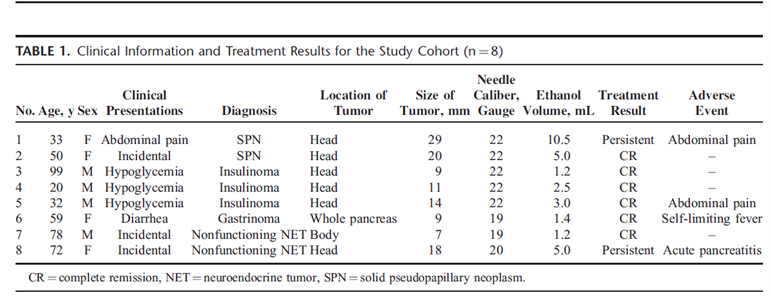 TABLE 1. Clinical Information and Treatment Results for the Study Cohort (n = 8)
Clinical Location of Size of Needle Caliber, Ethanol Treatment Adverse
No. Age, y Sex Presentations Diagnosis Tumor Tumor, mm Gauge Volume, mL Result Event
1 33 F Abdominal pain SPN Head 29 22 10.5 Persistent Abdominal pain
2 50 F Incidental SPN Head 20 22 5.0 CR –
3 99 M Hypoglycemia Insulinoma Head 9 22 1.2 CR –
4 20 M Hypoglycemia Insulinoma Head 11 22 2.5 CR –
5 32 M Hypoglycemia Insulinoma Head 14 22 3.0 CR Abdominal pain
6 59 F Diarrhea Gastrinoma Whole pancreas 9 19 1.4 CR Self-limiting fever
7 78 M Incidental Nonfunctioning NET Body 7 19 1.2 CR –
8 72 F Incidental Nonfunctioning NET Head 18 20 5.0 Persistent Acute pancreatitis
CR = complete remission, NET = neuroendocrine tumor, SPN = solid pseudopapillary neoplasm.